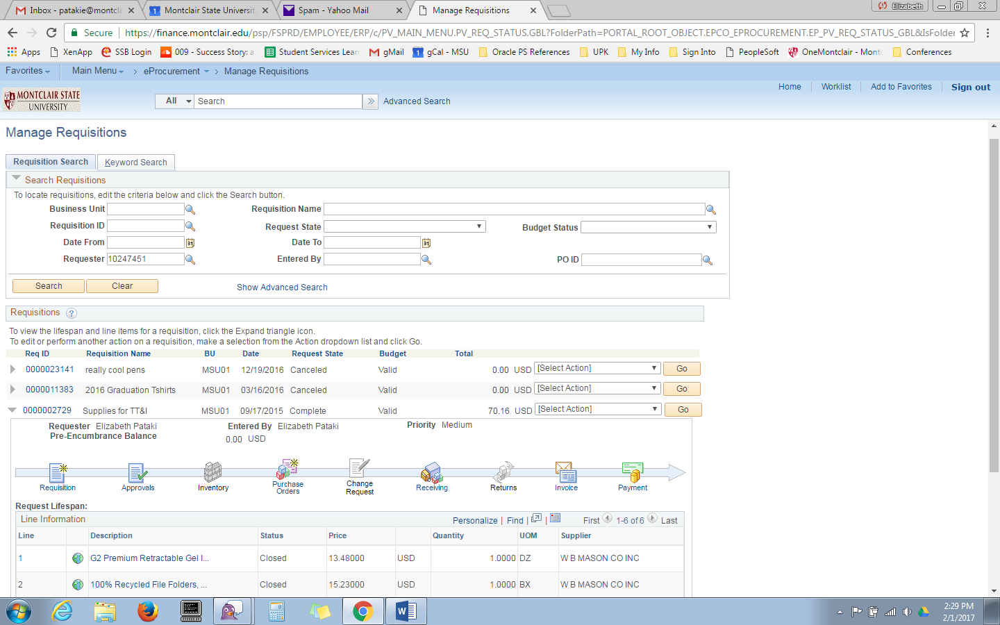 Inbox - patakie@montcla
Montclair State University
Spam - Yahoo Mail
Manage Requisitions
Elizabeth
Secure https://finance.montclair.edu/psp/FSPRD/EMPLOYEE/ERP/c/PV_MAIN_MENU.PV_REQ_STATUS.GBL?FolderPath=PORTAL_ROOT_OBJECT.EPCO_EPROCUREMENT.EP_PV_REQ_STATUS_GBL&IsFolder
Apps XenApp SSB Login 009 - Success Story: a Student Services Lear gMail gCal - MSU Oracle PS References UPK My Info Sign Into PeopleSoft OneMontclair - Mont Conferences
Favorites Main Menu > eProcurement > Manage Requisitions
Home Worklist Add to Favorites Sign out
MONTCLAIR STATE
UNIVERSITY
All Search Advanced Search
Manage Requisitions
Requisition Search Keyword Search
Search Requisitions
To locate requisitions, edit the criteria below and click the Search button.
Business Unit Requisition Name
Requisition ID Request State Budget Status
Date From 31 Date To 31
Requester 10247451 Entered By PO ID
Search Clear Show Advanced Search
Requisitions ?
To view the lifespan and line items for a requisition, click the Expand triangle icon.
To edit or perform another action on a requisition, make a selection from the Action dropdown list and click Go.
Req ID Requisition Name BU Date Request State Budget Total
0000023141 really cool pens MSU01 12/19/2016 Canceled Valid 0.00 USD [Select Action] Go
0000011383 2016 Graduation Tshirts MSU01 03/16/2016 Canceled Valid 0.00 USD [Select Action] Go
0000002729 Supplies for TT&I MSU01 09/17/2015 Complete Valid 70.16 USD [Select Action] Go
Requester Elizabeth Pataki Entered By Elizabeth Pataki Priority Medium
Pre-Encumbrance Balance 0.00 USD
Requisition Approvals Inventory Purchase Orders Change Request Receiving Returns Invoice Payment
Request Lifespan:
Line Information Personalize | Find | | First 1-6 of 6 Last
Line Description Status Price Quantity UOM Supplier
1 G2 Premium Retractable Gel I... Closed 13.48000 USD 1.0000 DZ W B MASON CO INC
2 100% Recycled File Folders, ... Closed 15.23000 USD 1.0000 BX W B MASON CO INC
2:29 PM
2/1/2017